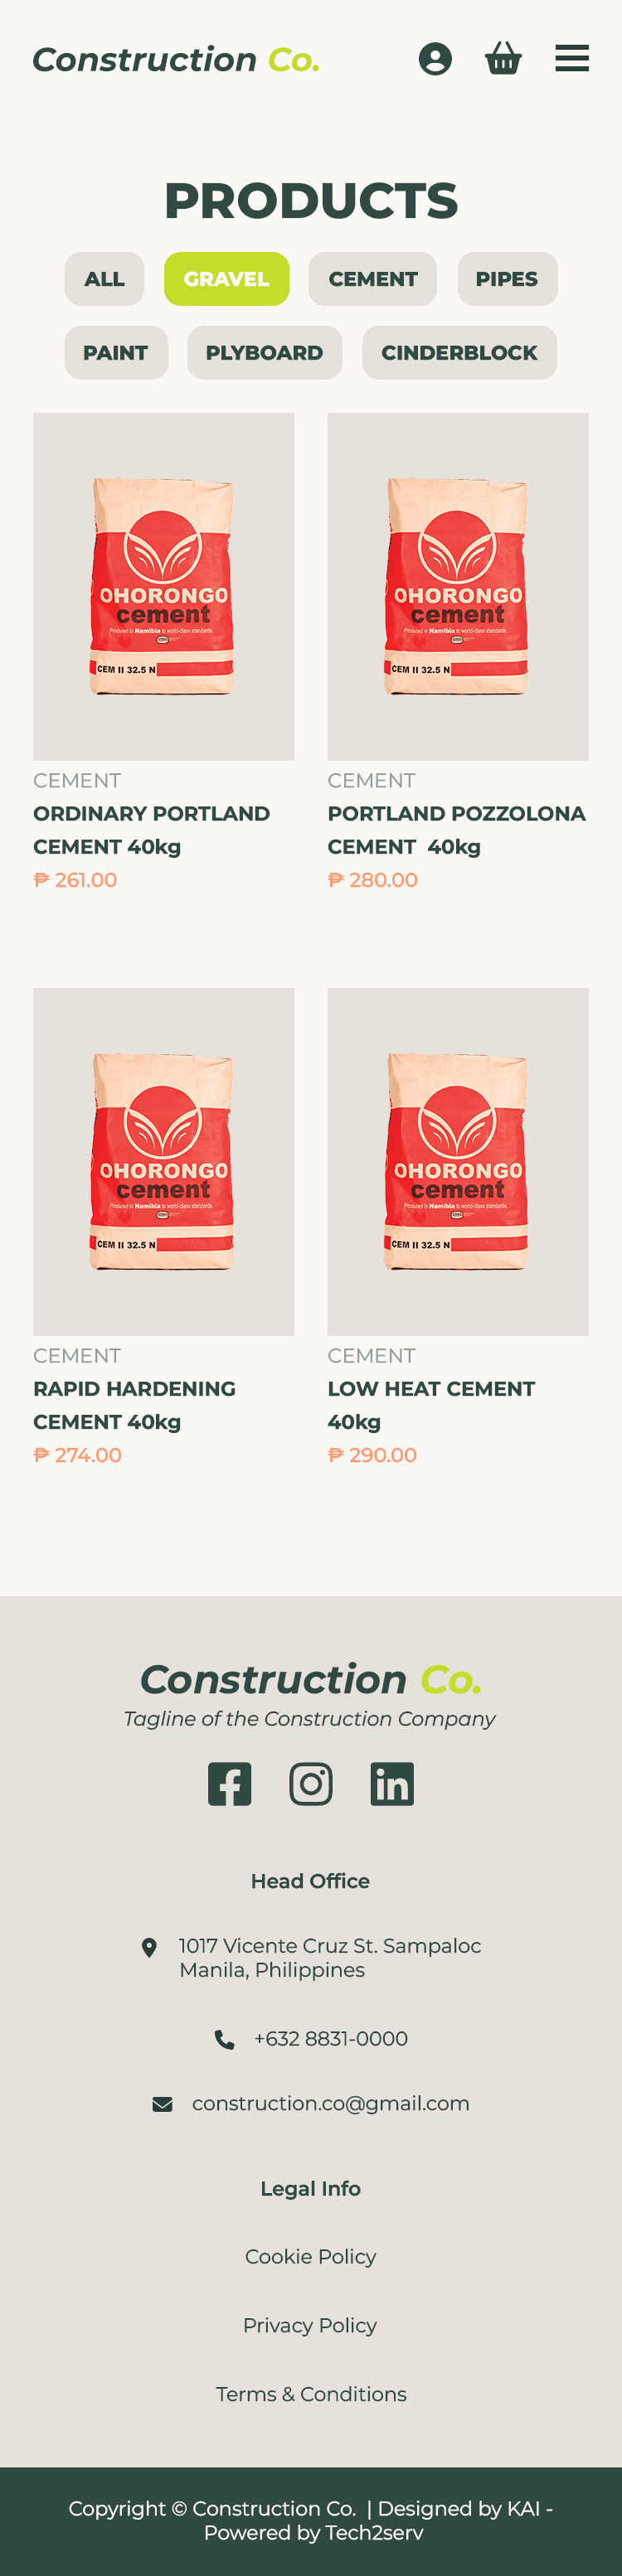 Construction Co.
PRODUCTS
ALL GRAVEL CEMENT PIPES
PAINT PLYBOARD CINDERBLOCK
OHORONGO
cement
Produced in Namibia to world-class standards.
CEM II 32.5 N
OHORONGO
cement
Produced in Namibia to world-class standards.
CEM II 32.5 N
CEMENT
ORDINARY PORTLAND
CEMENT 40kg
₱ 261.00
CEMENT
PORTLAND POZZOLONA
CEMENT  40kg
₱ 280.00
OHORONGO
cement
Produced in Namibia to world-class standards.
CEM II 32.5 N
OHORONGO
cement
Produced in Namibia to world-class standards.
CEM II 32.5 N
CEMENT
RAPID HARDENING
CEMENT 40kg
₱ 274.00
CEMENT
LOW HEAT CEMENT
40kg
₱ 290.00
Construction Co.
Tagline of the Construction Company
Head Office
1017 Vicente Cruz St. Sampaloc
Manila, Philippines
+632 8831-0000
construction.co@gmail.com
Legal Info
Cookie Policy
Privacy Policy
Terms & Conditions
Copyright © Construction Co.  | Designed by KAI -
Powered by Tech2serv